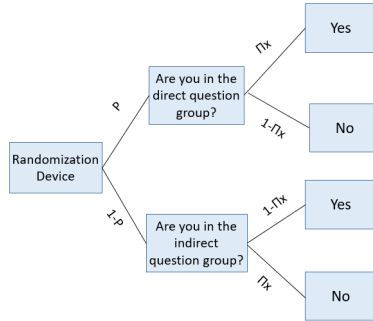 Randomization
Device
P
1-P
Are you in the
direct question
group?
Πx
1-Πx
Yes
No
Are you in the
indirect
question group?
1-Πx
Πx
Yes
No